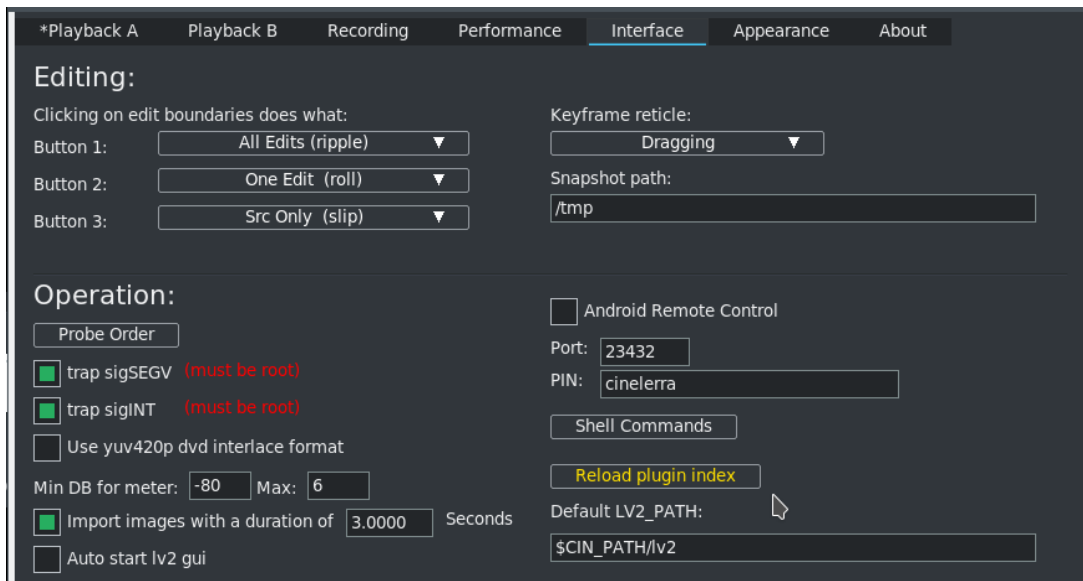 *Playback A Playback B Recording Performance Interface Appearance About
Editing:
Clicking on edit boundaries does what:
Button 1: All Edits (ripple)
Button 2: One Edit (roll)
Button 3: Src Only (slip)
Keyframe reticle:
Dragging
Snapshot path:
/tmp
Operation:
Probe Order
trap sigSEGV (must be root)
trap sigINT (must be root)
Use yuv420p dvd interlace format
Min DB for meter: -80 Max: 6
Import images with a duration of 3.0000 Seconds
Auto start lv2 gui
Android Remote Control
Port: 23432
PIN: cinelerra
Shell Commands
Reload plugin index
Default LV2_PATH:
$CIN_PATH/lv2